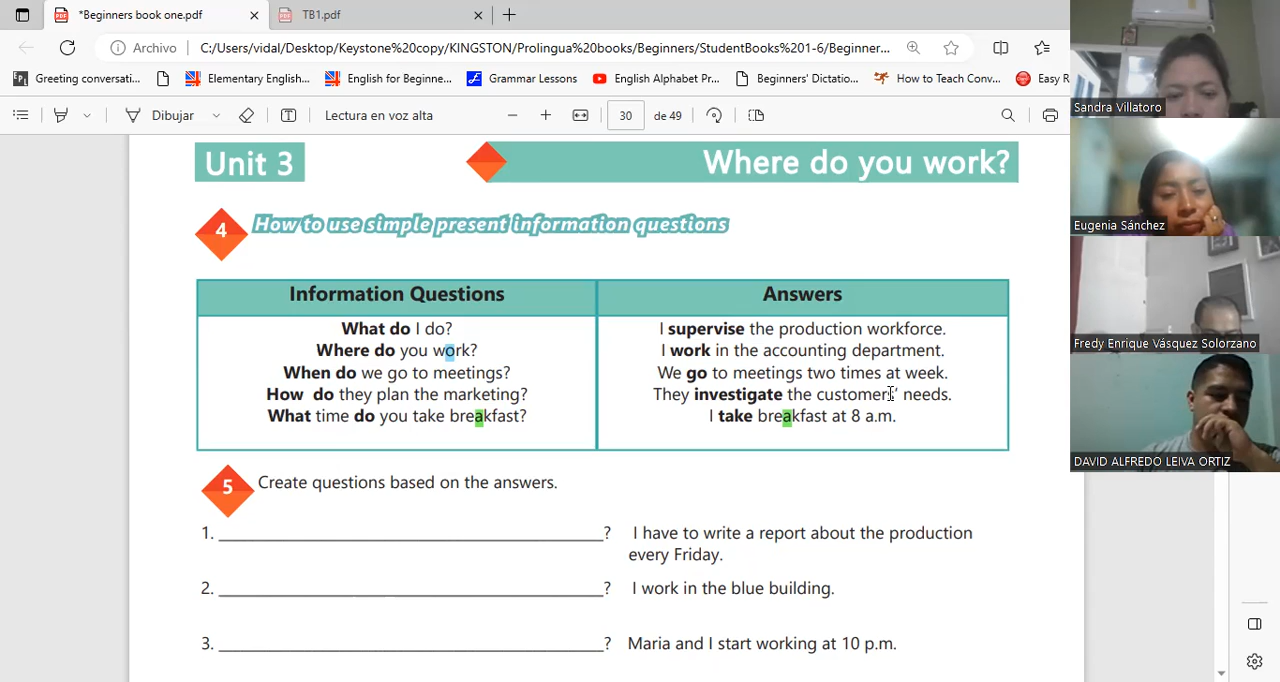 *Beginners book one.pdf
TB1.pdf
Archivo
C:/Users/vidal/Desktop/Keystone%20copy/KINGSTON/Prolingua%20books/Beginners/StudentBooks%201-6/Beginner...
Greeting conversati...
Elementary English...
English for Beginne...
Grammar Lessons
English Alphabet Pr...
Beginners' Dictatio...
How to Teach Conv...
Easy R
Dibujar
Lectura en voz alta
30
de 49
Unit 3
Where do you work?
4
How to use simple present information questions
Information Questions
Answers
What do I do?
I supervise the production workforce.
Where do you work?
I work in the accounting department.
When do we go to meetings?
We go to meetings two times at week.
How do they plan the marketing?
They investigate the customers' needs.
What time do you take breakfast?
I take breakfast at 8 a.m.
5
Create questions based on the answers.
1. ? I have to write a report about the production
every Friday.
2. ? I work in the blue building.
3. ? Maria and I start working at 10 p.m.
Sandra Villatoro
Eugenia Sánchez
Fredy Enrique Vásquez Solorzano
DAVID ALFREDO LEIVA ORTIZ